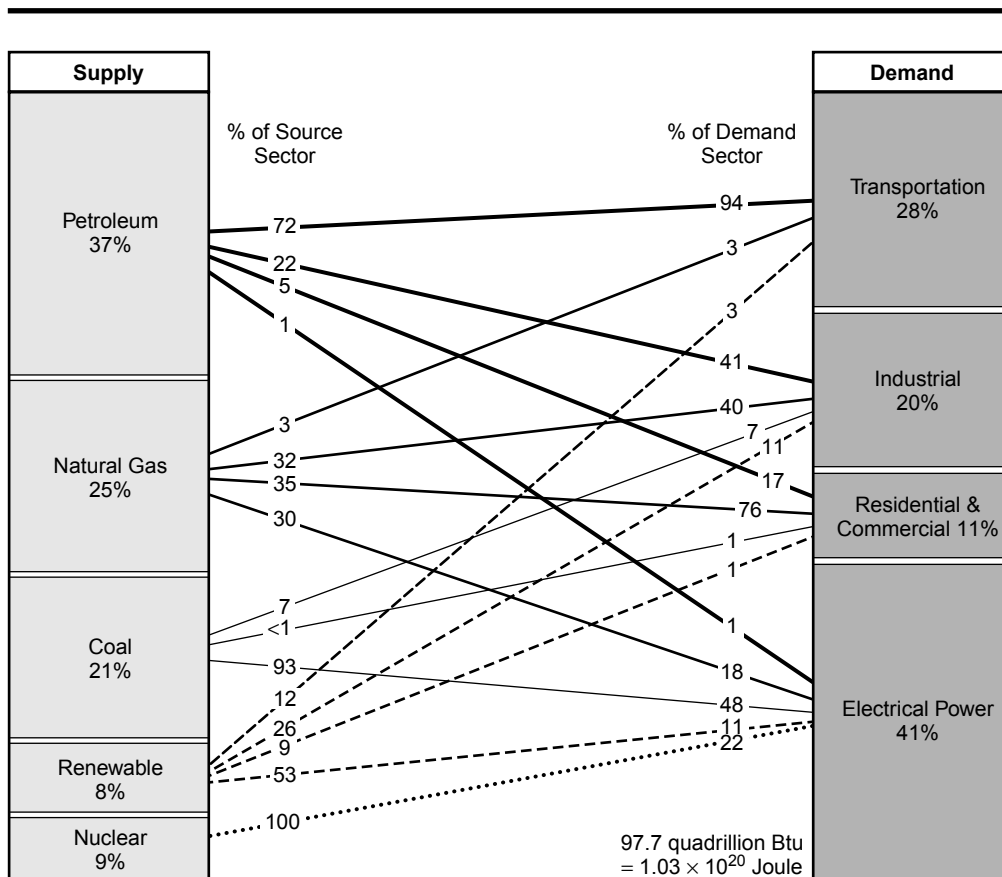 Supply
Demand
% of Source
Sector
% of Demand
Sector
Petroleum
37%
Natural Gas
25%
Coal
21%
Renewable
8%
Nuclear
9%
72
22
5
1
3
32
35
30
7
<1
93
12
26
9
53
100
94
3
3
41
40
7
11
17
76
1
1
1
18
48
11
22
Transportation
28%
Industrial
20%
Residential &
Commercial 11%
Electrical Power
41%
97.7 quadrillion Btu
= 1.03 × 10²⁰ Joule